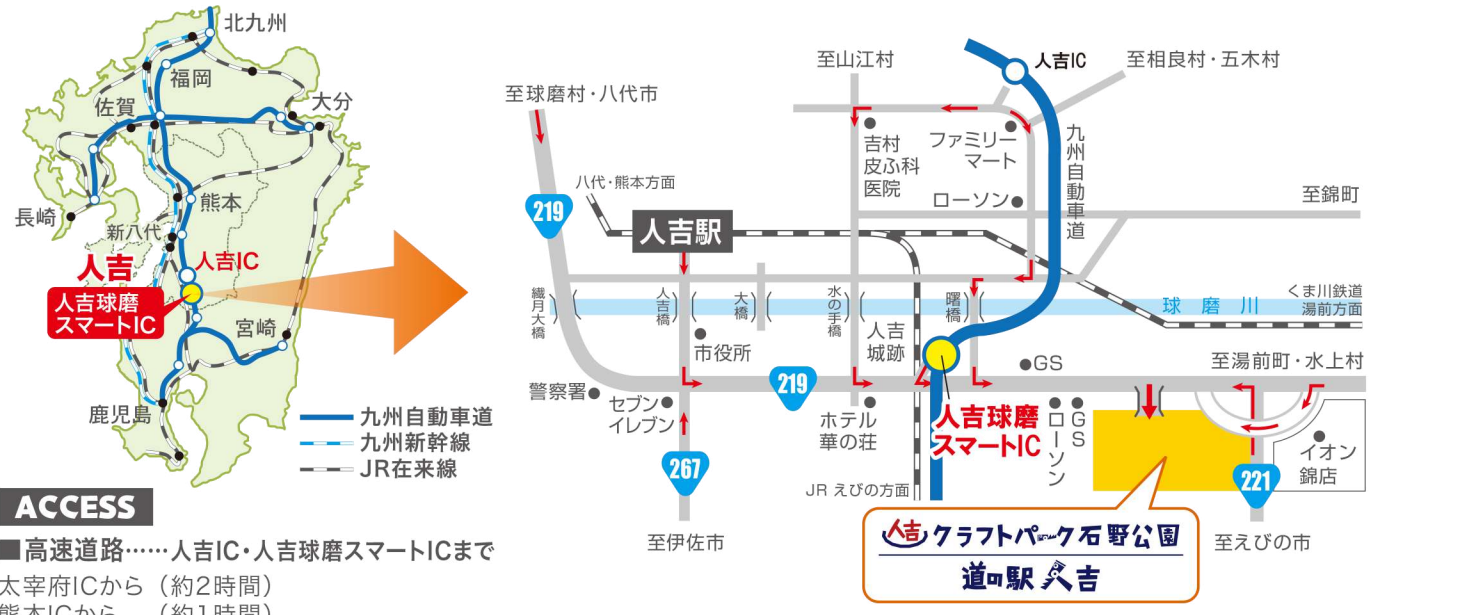 北九州
福岡
佐賀
大分
長崎
熊本
新八代
人吉
人吉IC
人吉球磨
スマートIC
宮崎
鹿児島
九州自動車道
九州新幹線
JR在来線
ACCESS
■高速道路……人吉IC・人吉球磨スマートICまで
太宰府ICから（約2時間）
熊本ICから （約1時間）
至山江村
人吉IC
至相良村・五木村
至球磨村・八代市
吉村
皮ふ科
医院
ファミリー
マート
九州自動車道
八代・熊本方面
ローソン
至錦町
219
人吉駅
繊月大橋
人吉橋
大橋
水の手橋
曙橋
球磨川
くま川鉄道
湯前方面
市役所
人吉
城跡
GS
至湯前町・水上村
警察署
セブン
イレブン
219
ホテル
華の荘
人吉球磨
スマートIC
ローソン
GS
イオン
錦店
267
JR えびの方面
221
至伊佐市
人吉クラフトパーク石野公園
道の駅 人吉
至えびの市